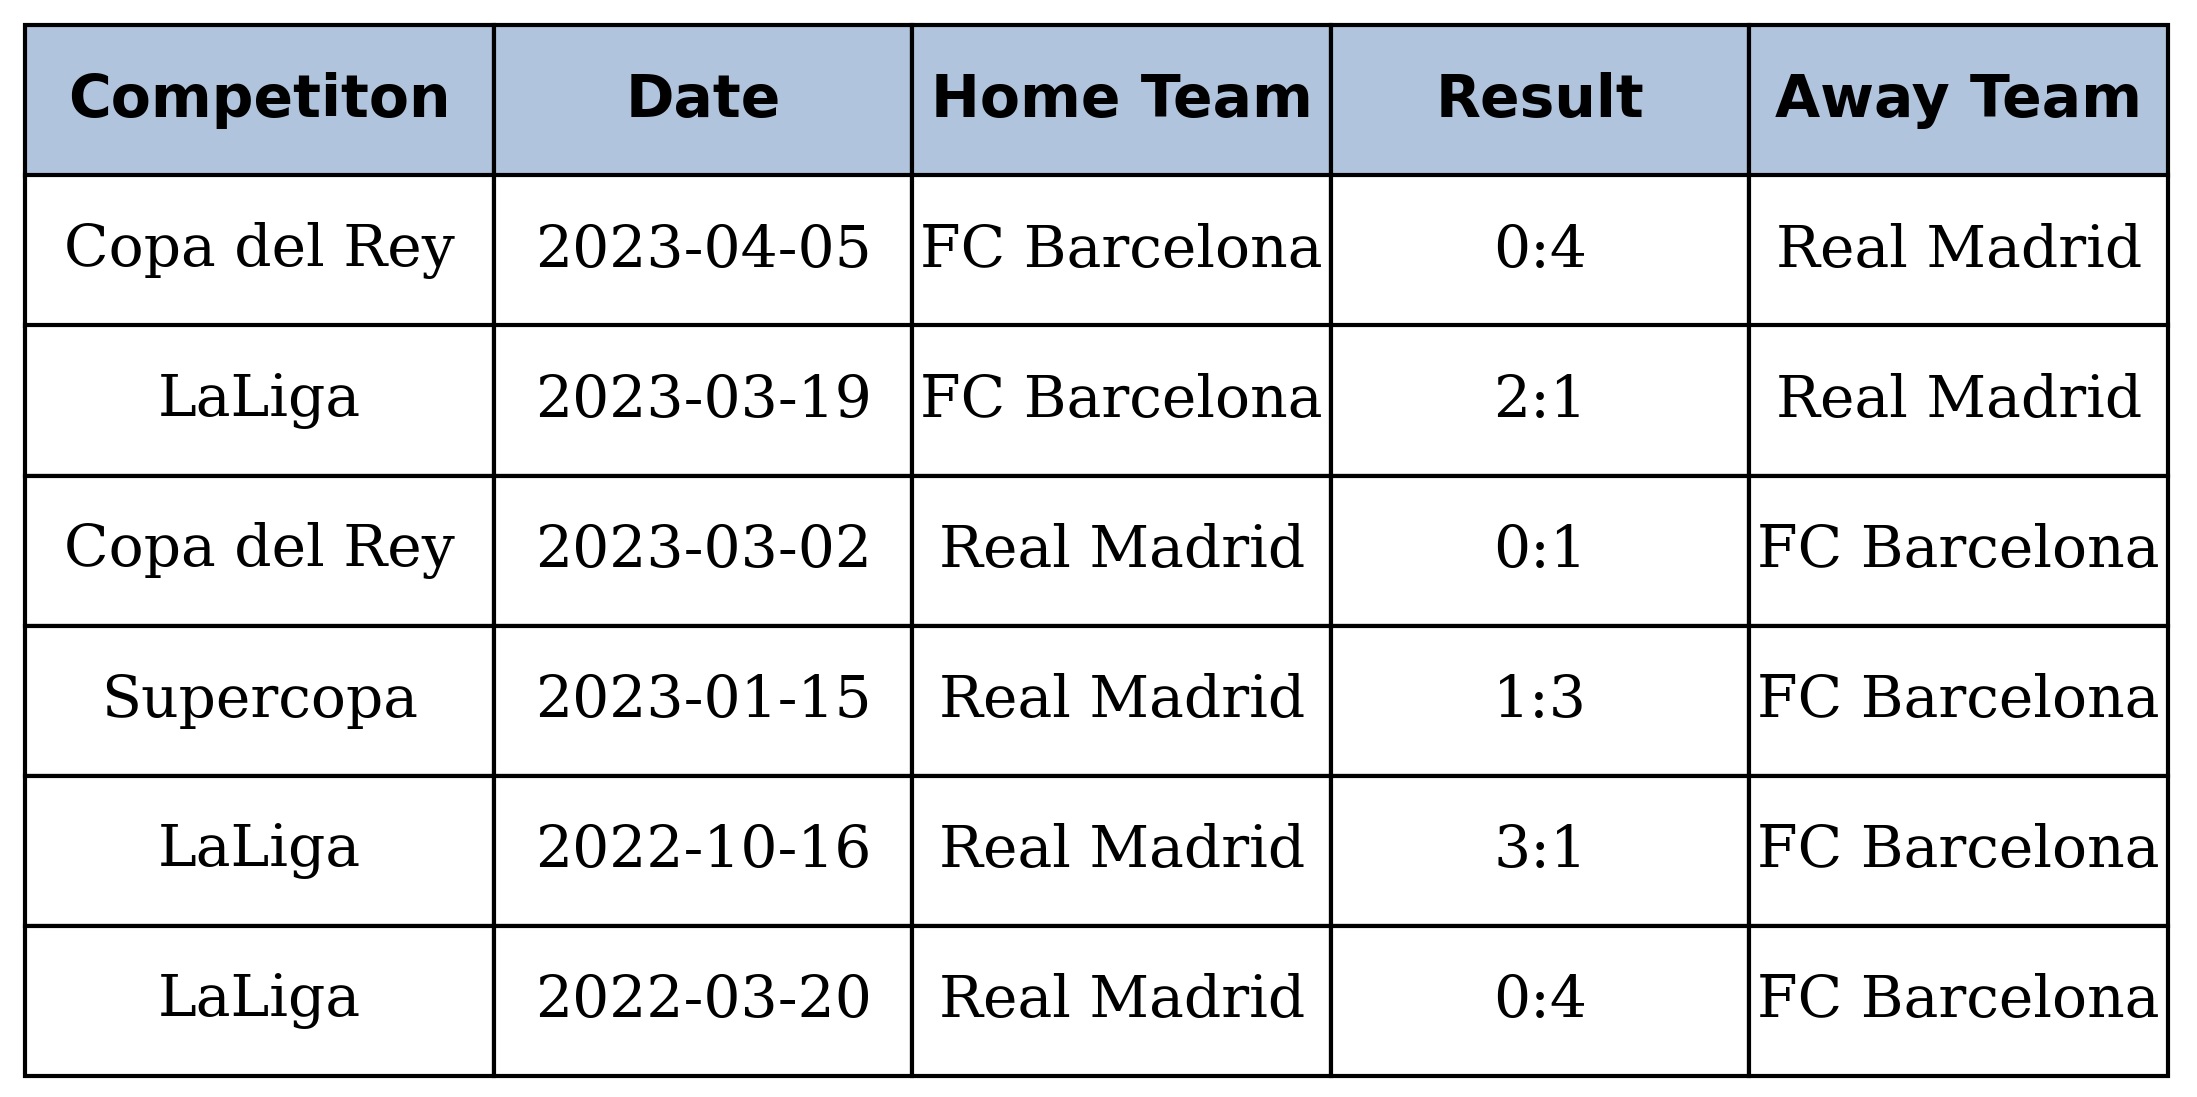 Competiton Date Home Team Result Away Team
Copa del Rey 2023-04-05 FC Barcelona 0:4 Real Madrid
LaLiga 2023-03-19 FC Barcelona 2:1 Real Madrid
Copa del Rey 2023-03-02 Real Madrid 0:1 FC Barcelona
Supercopa 2023-01-15 Real Madrid 1:3 FC Barcelona
LaLiga 2022-10-16 Real Madrid 3:1 FC Barcelona
LaLiga 2022-03-20 Real Madrid 0:4 FC Barcelona